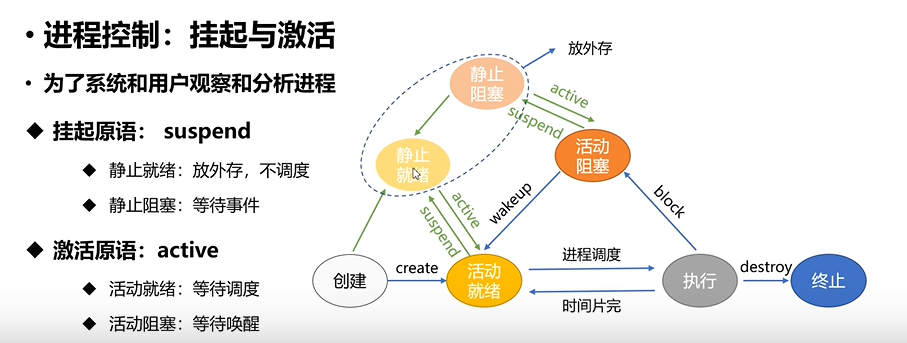 • 进程控制：挂起与激活
• 为了系统和用户观察和分析进程
◆ 挂起原语： suspend
◆ 静止就绪：放外存，不调度
◆ 静止阻塞：等待事件
◆ 激活原语：active
◆ 活动就绪：等待调度
◆ 活动阻塞：等待唤醒
放外存
静止
阻塞
active
suspend
活动
阻塞
静止
就绪
active
suspend
wakeup
block
创建
create
活动
就绪
进程调度
时间片完
执行
destroy
终止